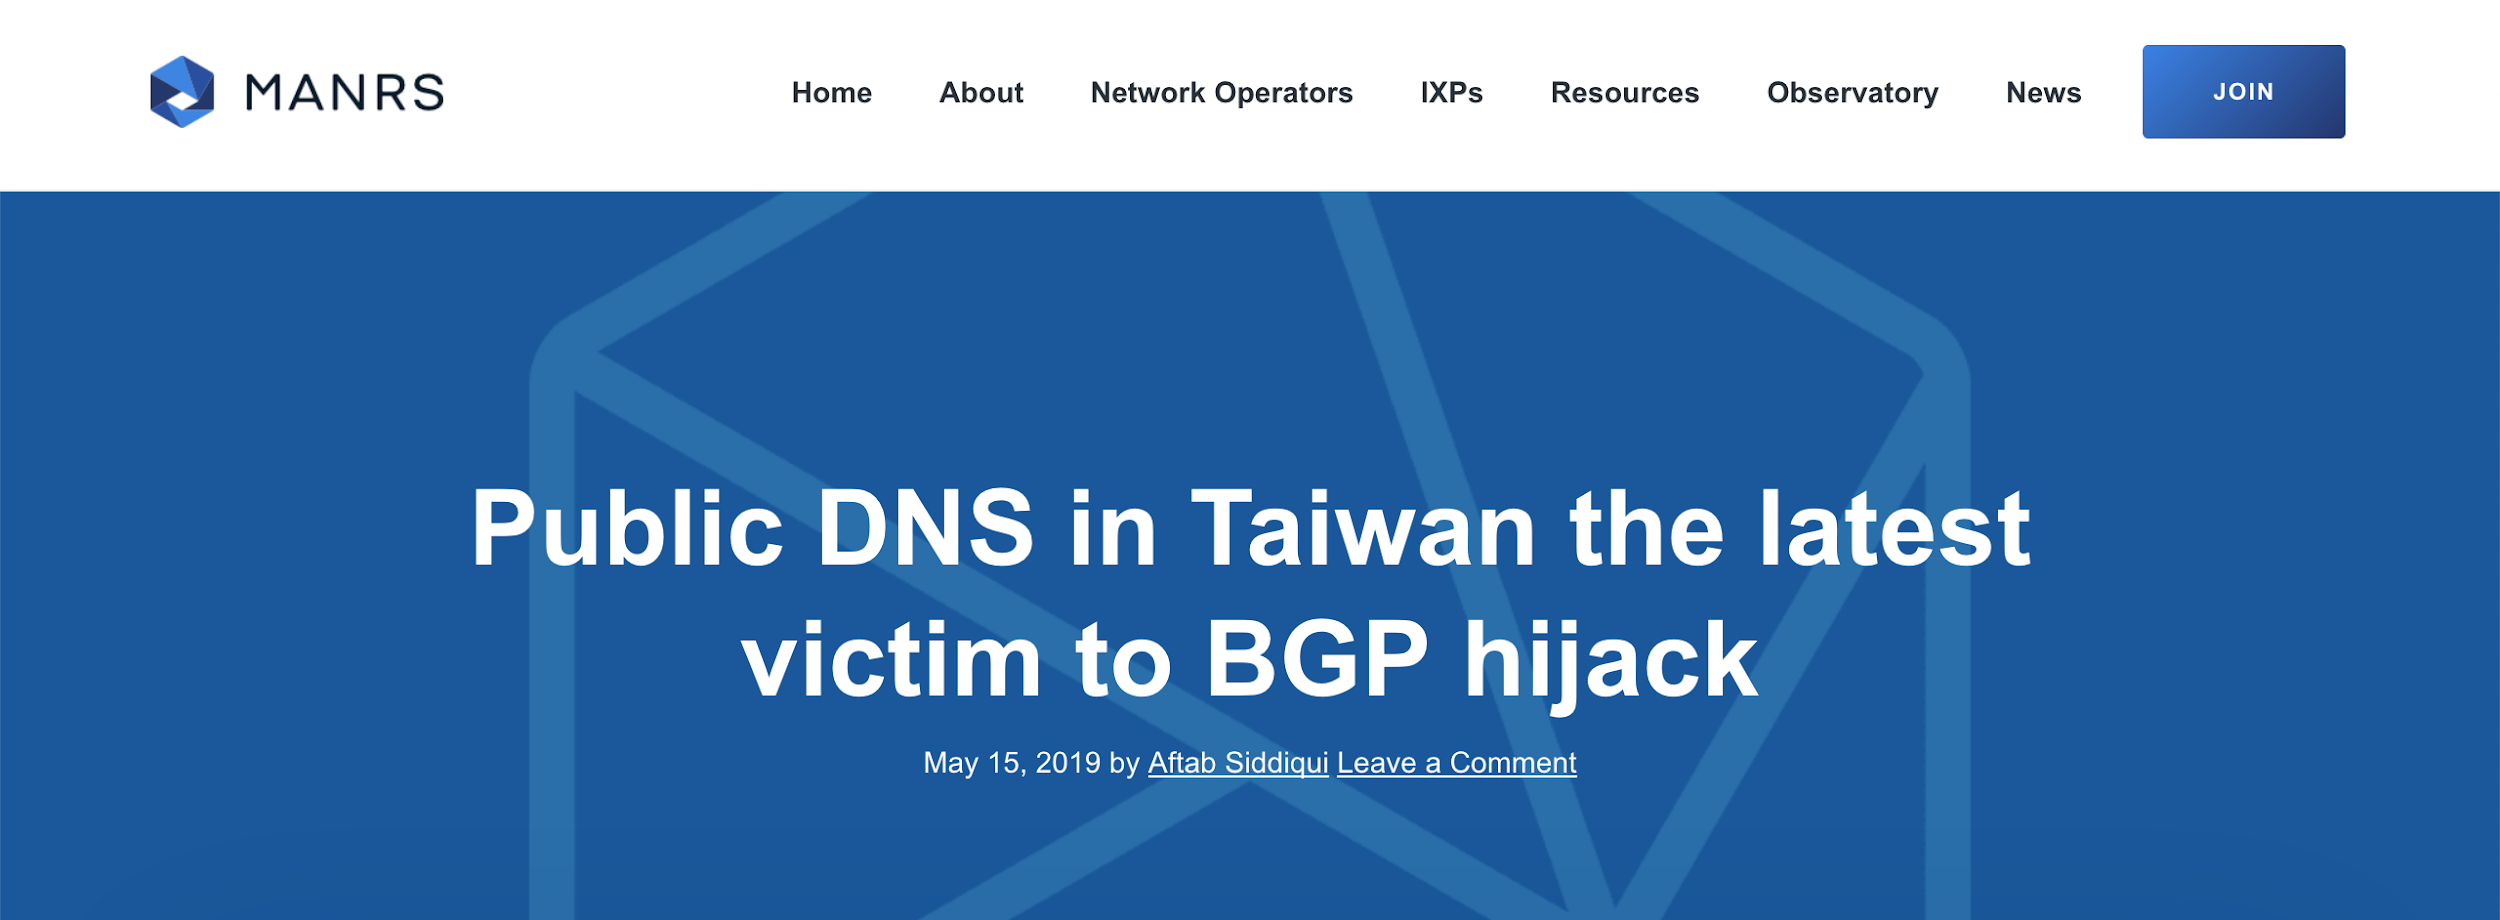 MANRS
Home About Network Operators IXPs Resources Observatory News JOIN
Public DNS in Taiwan the latest
victim to BGP hijack
May 15, 2019 by Aftab Siddiqui Leave a Comment